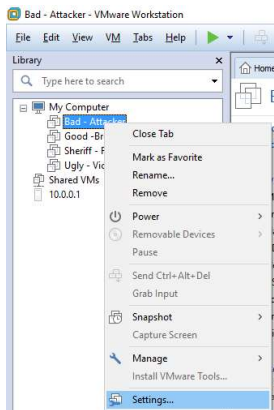 Bad - Attacker - VMware Workstation
File Edit View VM Tabs Help
Library
Home
Type here to search
My Computer
Bad - Attacker
Good -Br
Sheriff - F
Ugly - Vic
Shared VMs
10.0.0.1
Close Tab
Mark as Favorite
Rename...
Remove
Power
Removable Devices
Pause
Send Ctrl+Alt+Del
Grab Input
Snapshot
Capture Screen
Manage
Install VMware Tools...
Settings...